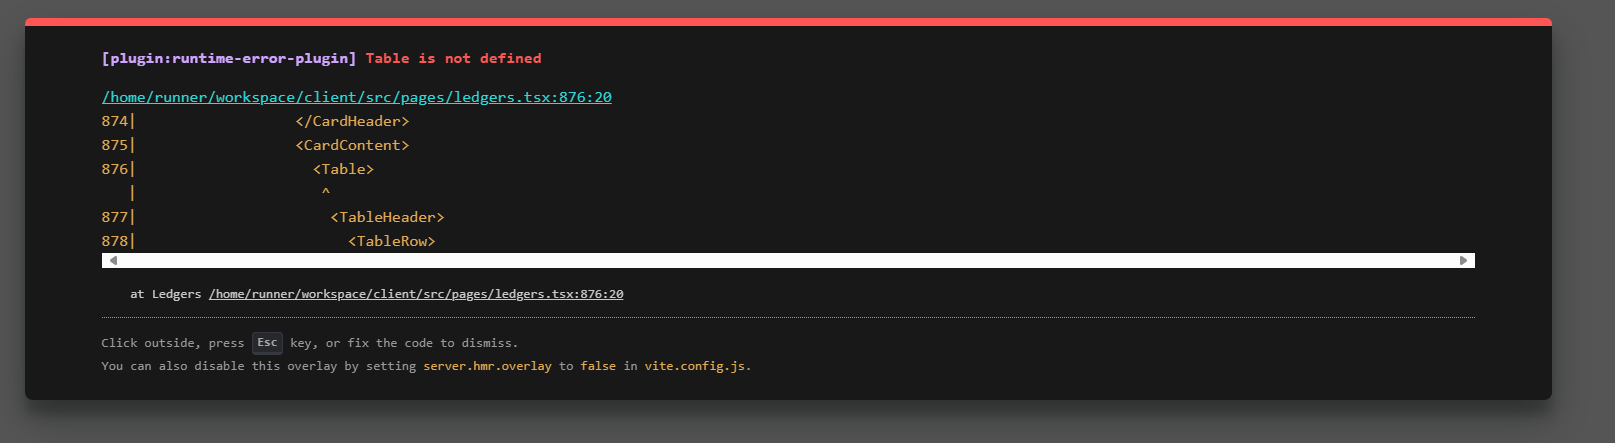 [plugin:runtime-error-plugin] Table is not defined
/home/runner/workspace/client/src/pages/ledgers.tsx:876:20
874|                  </CardHeader>
875|                  <CardContent>
876|                    <Table>
   |                     ^
877|                      <TableHeader>
878|                        <TableRow>
at Ledgers /home/runner/workspace/client/src/pages/ledgers.tsx:876:20
Click outside, press Esc key, or fix the code to dismiss.
You can also disable this overlay by setting server.hmr.overlay to false in vite.config.js.